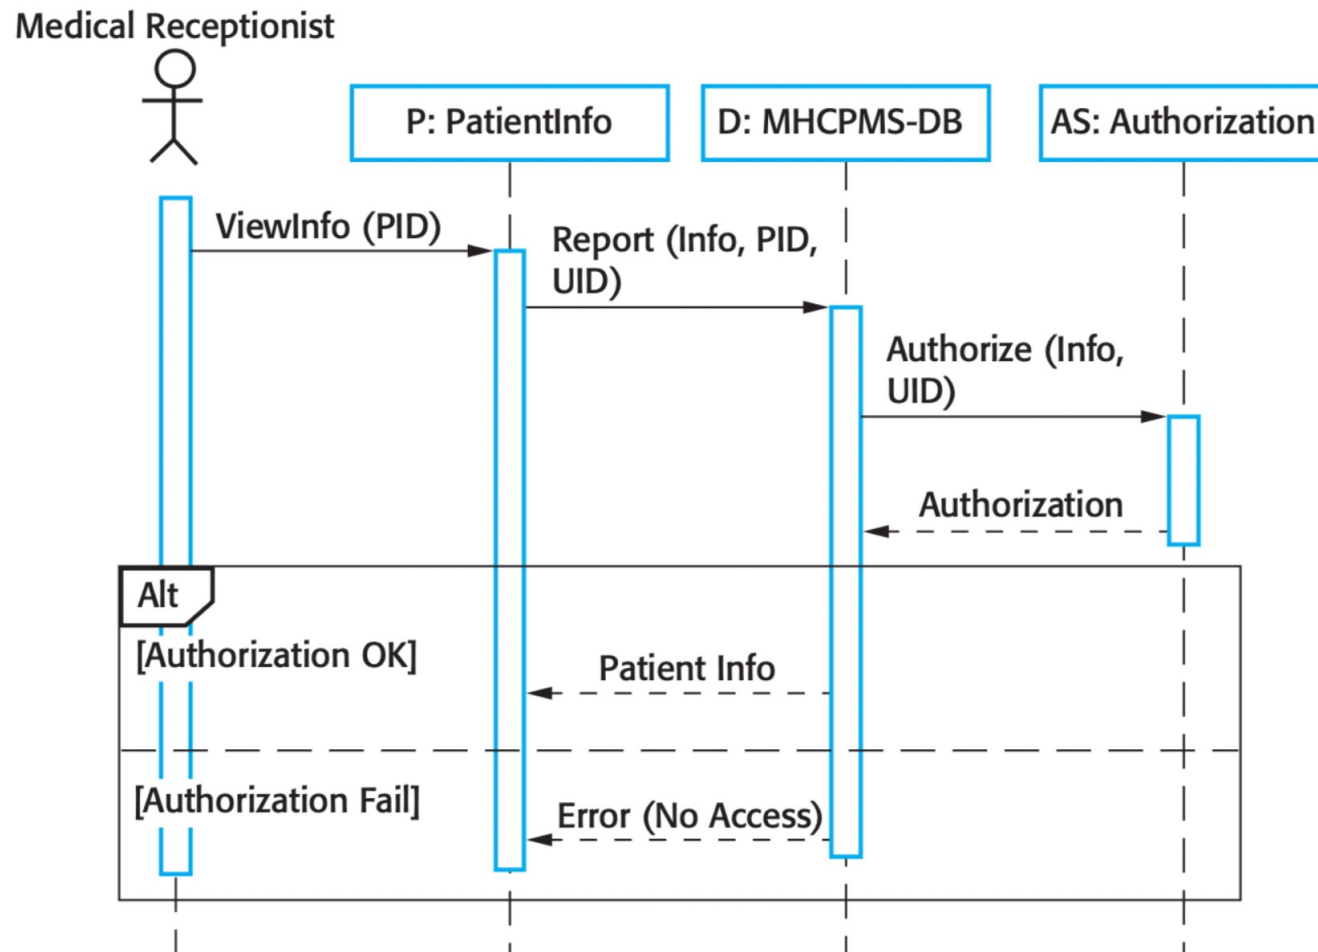 Medical Receptionist
P: PatientInfo
D: MHCPMS-DB
AS: Authorization
ViewInfo (PID)
Report (Info, PID,
UID)
Authorize (Info,
UID)
Authorization
Alt
[Authorization OK]
Patient Info
[Authorization Fail]
Error (No Access)